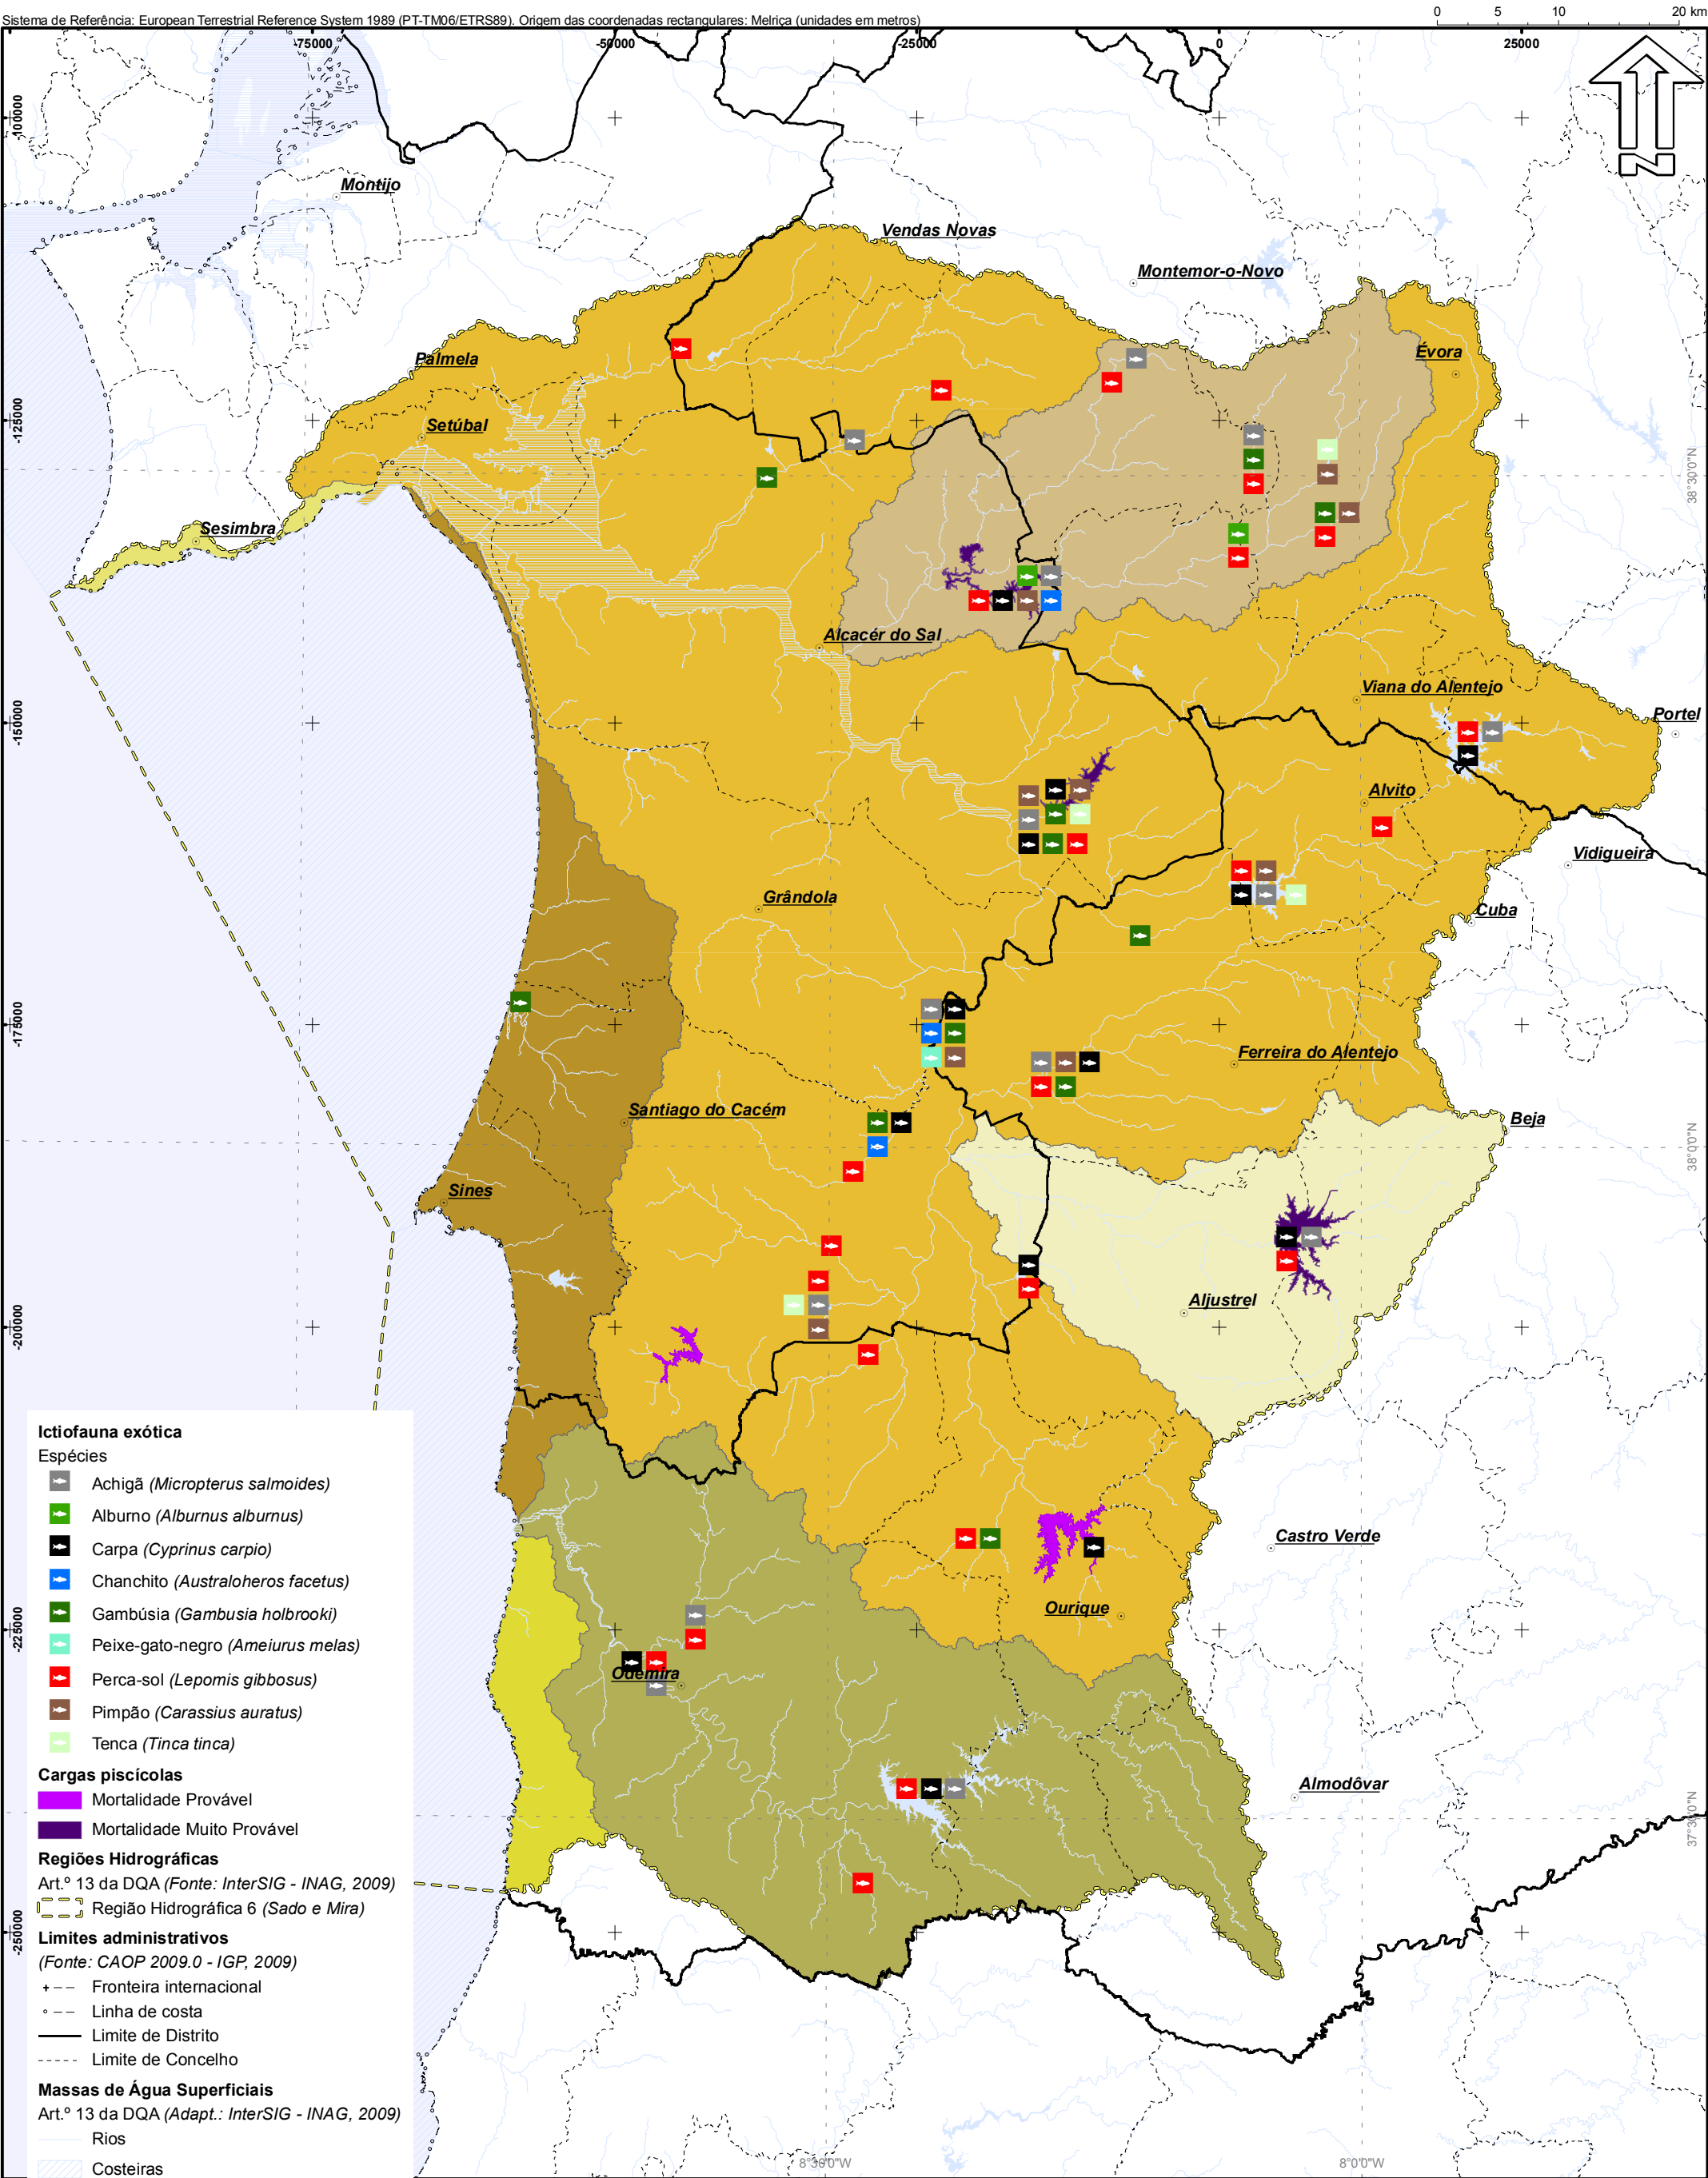 Sistema de Referência: European Terrestrial Reference System 1989 (PT-TM06/ETRS89). Origem das coordenadas rectangulares: Melriça (unidades em metros)
0 5 10 20 km
-75000 -50000 -25000 0 25000
-100000
N
Montijo
Vendas Novas
Montemor-o-Novo
Évora
Palmela
-125000
Setúbal
38°30'0"N
Sesimbra
Alcacér do Sal
Viana do Alentejo
Portel
-150000
Alvito
Vidigueira
Grândola
Cuba
-175000
Ferreira do Alentejo
Santiago do Cacém
Beja
38°0'0"N
Sines
Aljustrel
-200000
Castro Verde
Ourique
-225000
Odemira
Almodôvar
37°30'0"N
-250000
8°30'0"W
8°0'0"W
Ictiofauna exótica
Espécies
Achigã (Micropterus salmoides)
Alburno (Alburnus alburnus)
Carpa (Cyprinus carpio)
Chanchito (Australoheros facetus)
Gambúsia (Gambusia holbrooki)
Peixe-gato-negro (Ameiurus melas)
Perca-sol (Lepomis gibbosus)
Pimpão (Carassius auratus)
Tenca (Tinca tinca)
Cargas piscícolas
Mortalidade Provável
Mortalidade Muito Provável
Regiões Hidrográficas
Art.º 13 da DQA (Fonte: InterSIG - INAG, 2009)
Região Hidrográfica 6 (Sado e Mira)
Limites administrativos
(Fonte: CAOP 2009.0 - IGP, 2009)
Fronteira internacional
Linha de costa
Limite de Distrito
Limite de Concelho
Massas de Água Superficiais
Art.º 13 da DQA (Adapt.: InterSIG - INAG, 2009)
Rios
Costeiras